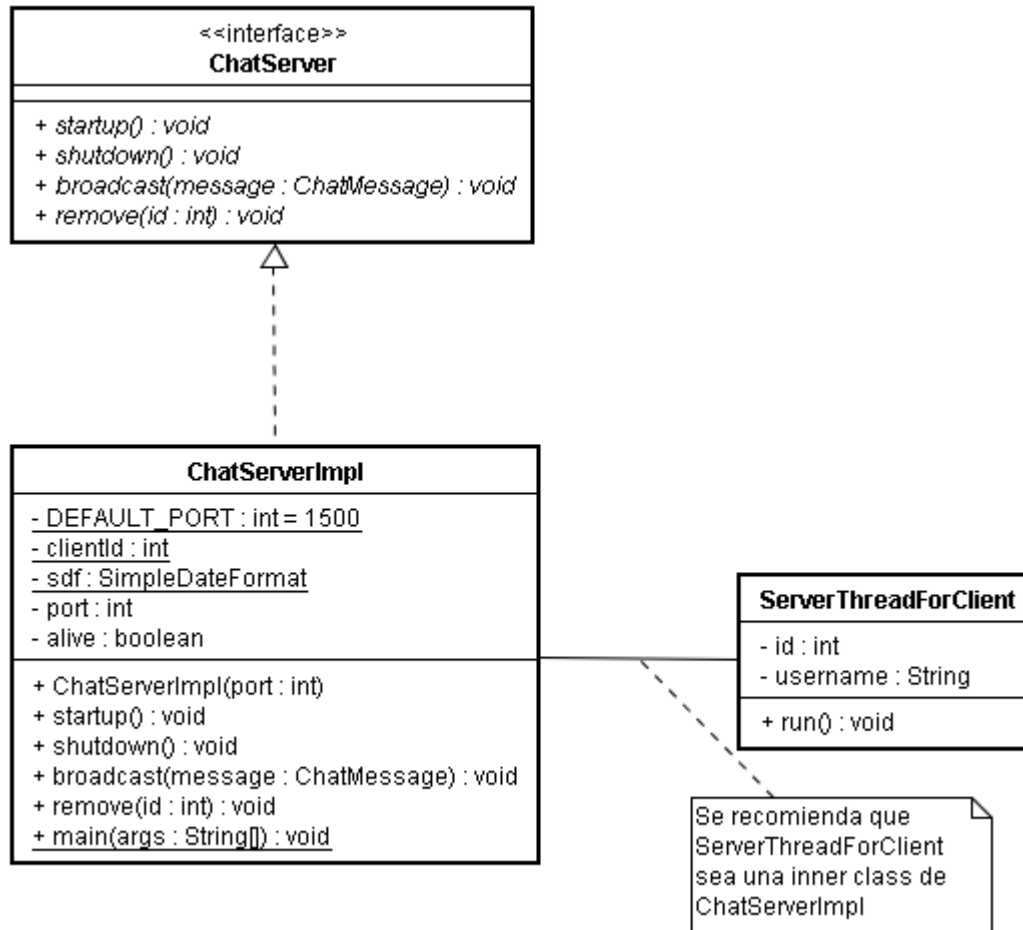 <<interface>>
ChatServer
+ startup() : void
+ shutdown() : void
+ broadcast(message : ChatMessage) : void
+ remove(id : int) : void
ChatServerImpl
- DEFAULT_PORT : int = 1500
- clientId : int
- sdf : SimpleDateFormat
- port : int
- alive : boolean
+ ChatServerImpl(port : int)
+ startup() : void
+ shutdown() : void
+ broadcast(message : ChatMessage) : void
+ remove(id : int) : void
+ main(args : String[]) : void
ServerThreadForClient
- id : int
- username : String
+ run() : void
Se recomienda que
ServerThreadForClient
sea una inner class de
ChatServerImpl